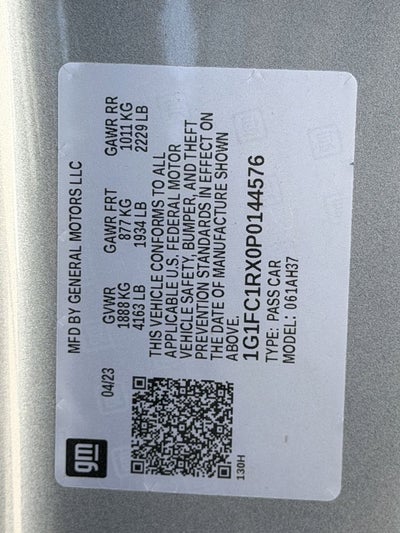 gm
MFD BY GENERAL MOTORS LLC
04/23
GVWR GAWR FRT GAWR RR
1888 KG 877 KG 1011 KG
4163 LB 1934 LB 2229 LB
THIS VEHICLE CONFORMS TO ALL
APPLICABLE U.S. FEDERAL MOTOR
VEHICLE SAFETY, BUMPER, AND THEFT
PREVENTION STANDARDS IN EFFECT ON
THE DATE OF MANUFACTURE SHOWN
ABOVE.
1G1FC1RX0P0144576
TYPE: PASS CAR
MODEL: 061AH37
130H